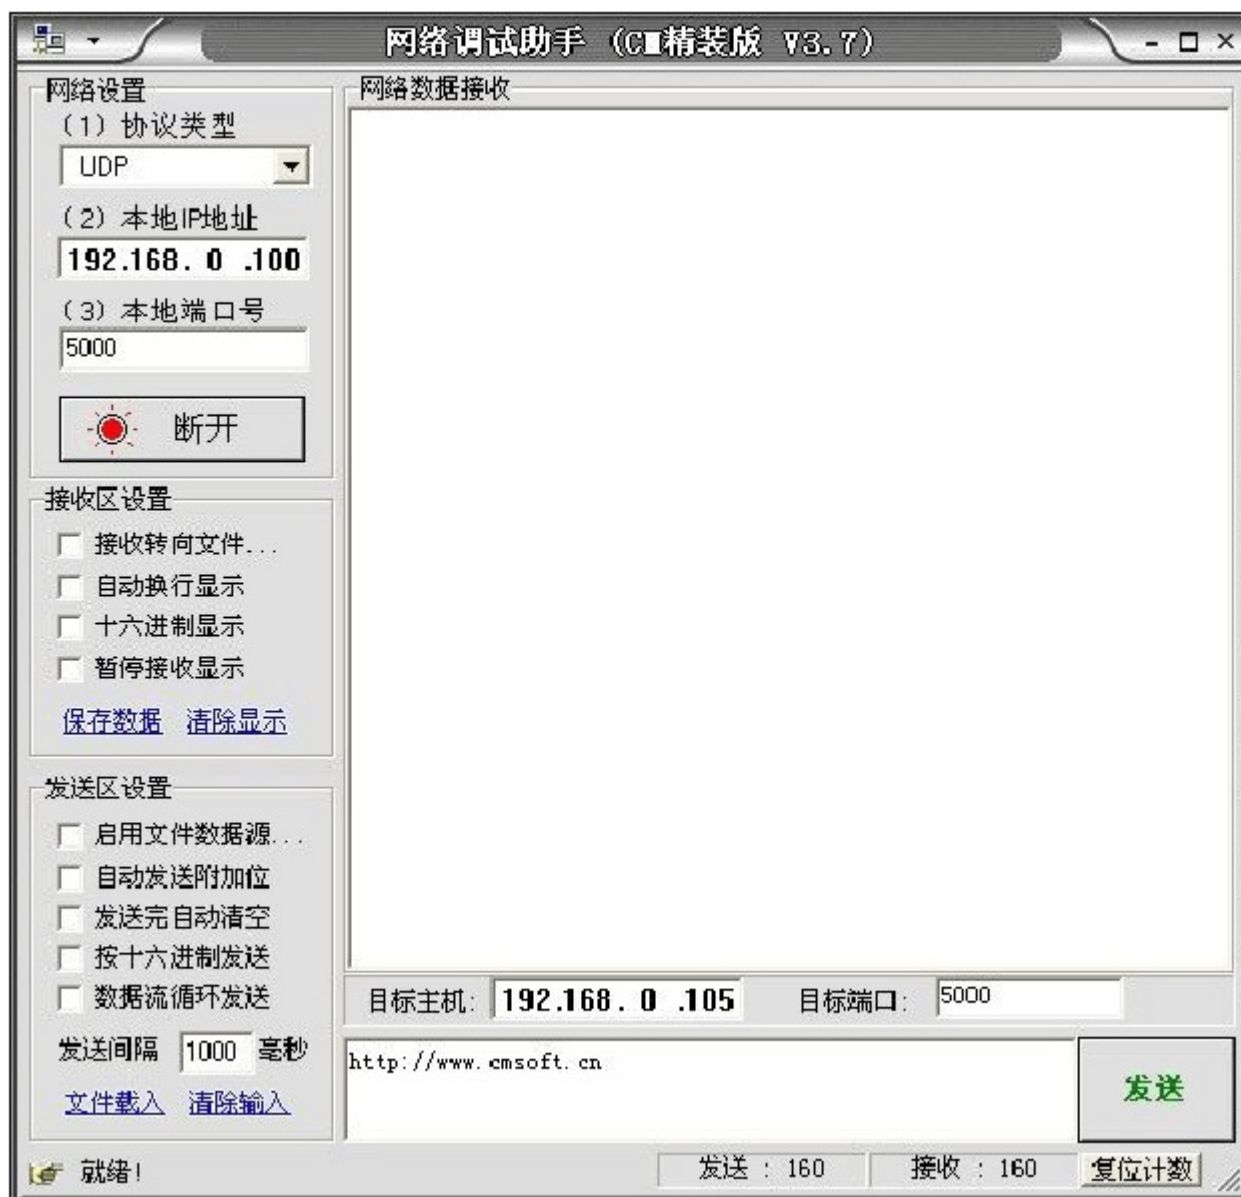 网络调试助手 (CM精装版 V3.7)
网络设置
(1) 协议类型
UDP
(2) 本地IP地址
192.168. 0 .100
(3) 本地端口号
5000
断开
接收区设置
接收转向文件...
自动换行显示
十六进制显示
暂停接收显示
保存数据 清除显示
发送区设置
启用文件数据源...
自动发送附加位
发送完自动清空
按十六进制发送
数据流循环发送
发送间隔 1000 毫秒
文件载入 清除输入
网络数据接收
目标主机: 192.168. 0 .105 目标端口: 5000
http://www.cmsoft.cn
发送
就绪! 发送 : 160 接收 : 160 复位计数